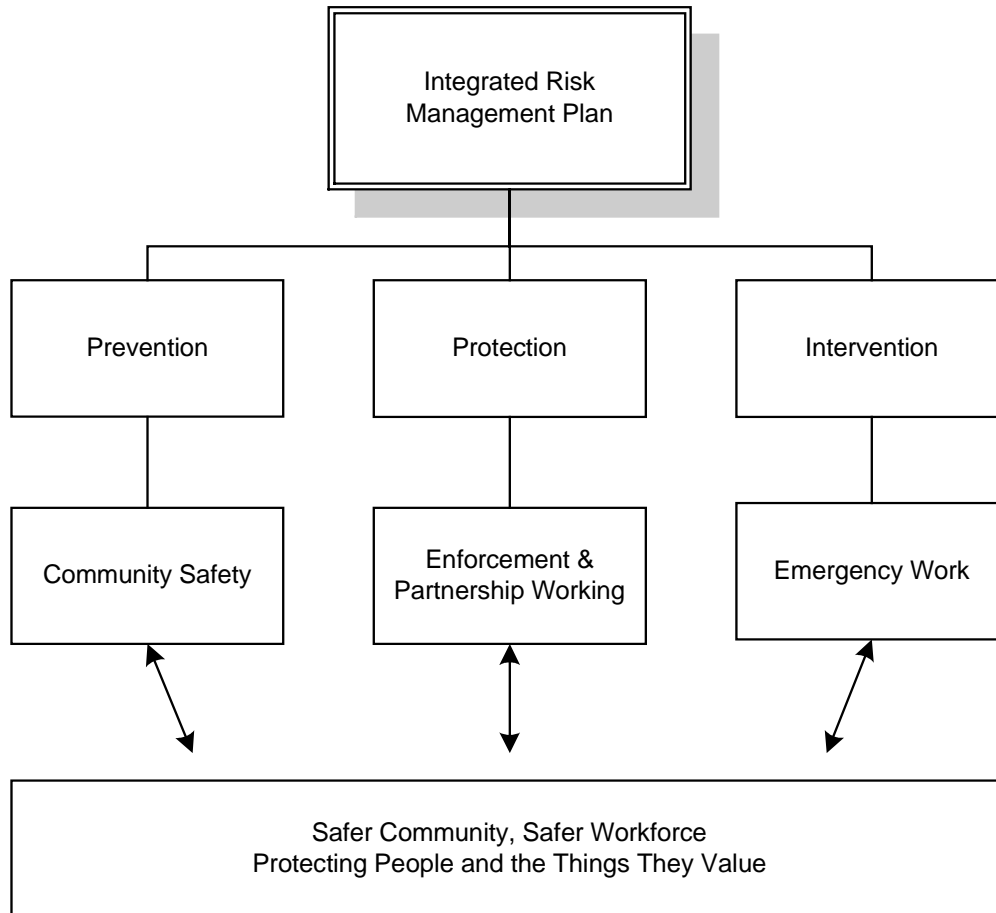 Integrated Risk
Management Plan
Prevention
Protection
Intervention
Community Safety
Enforcement &
Partnership Working
Emergency Work
Safer Community, Safer Workforce
Protecting People and the Things They Value